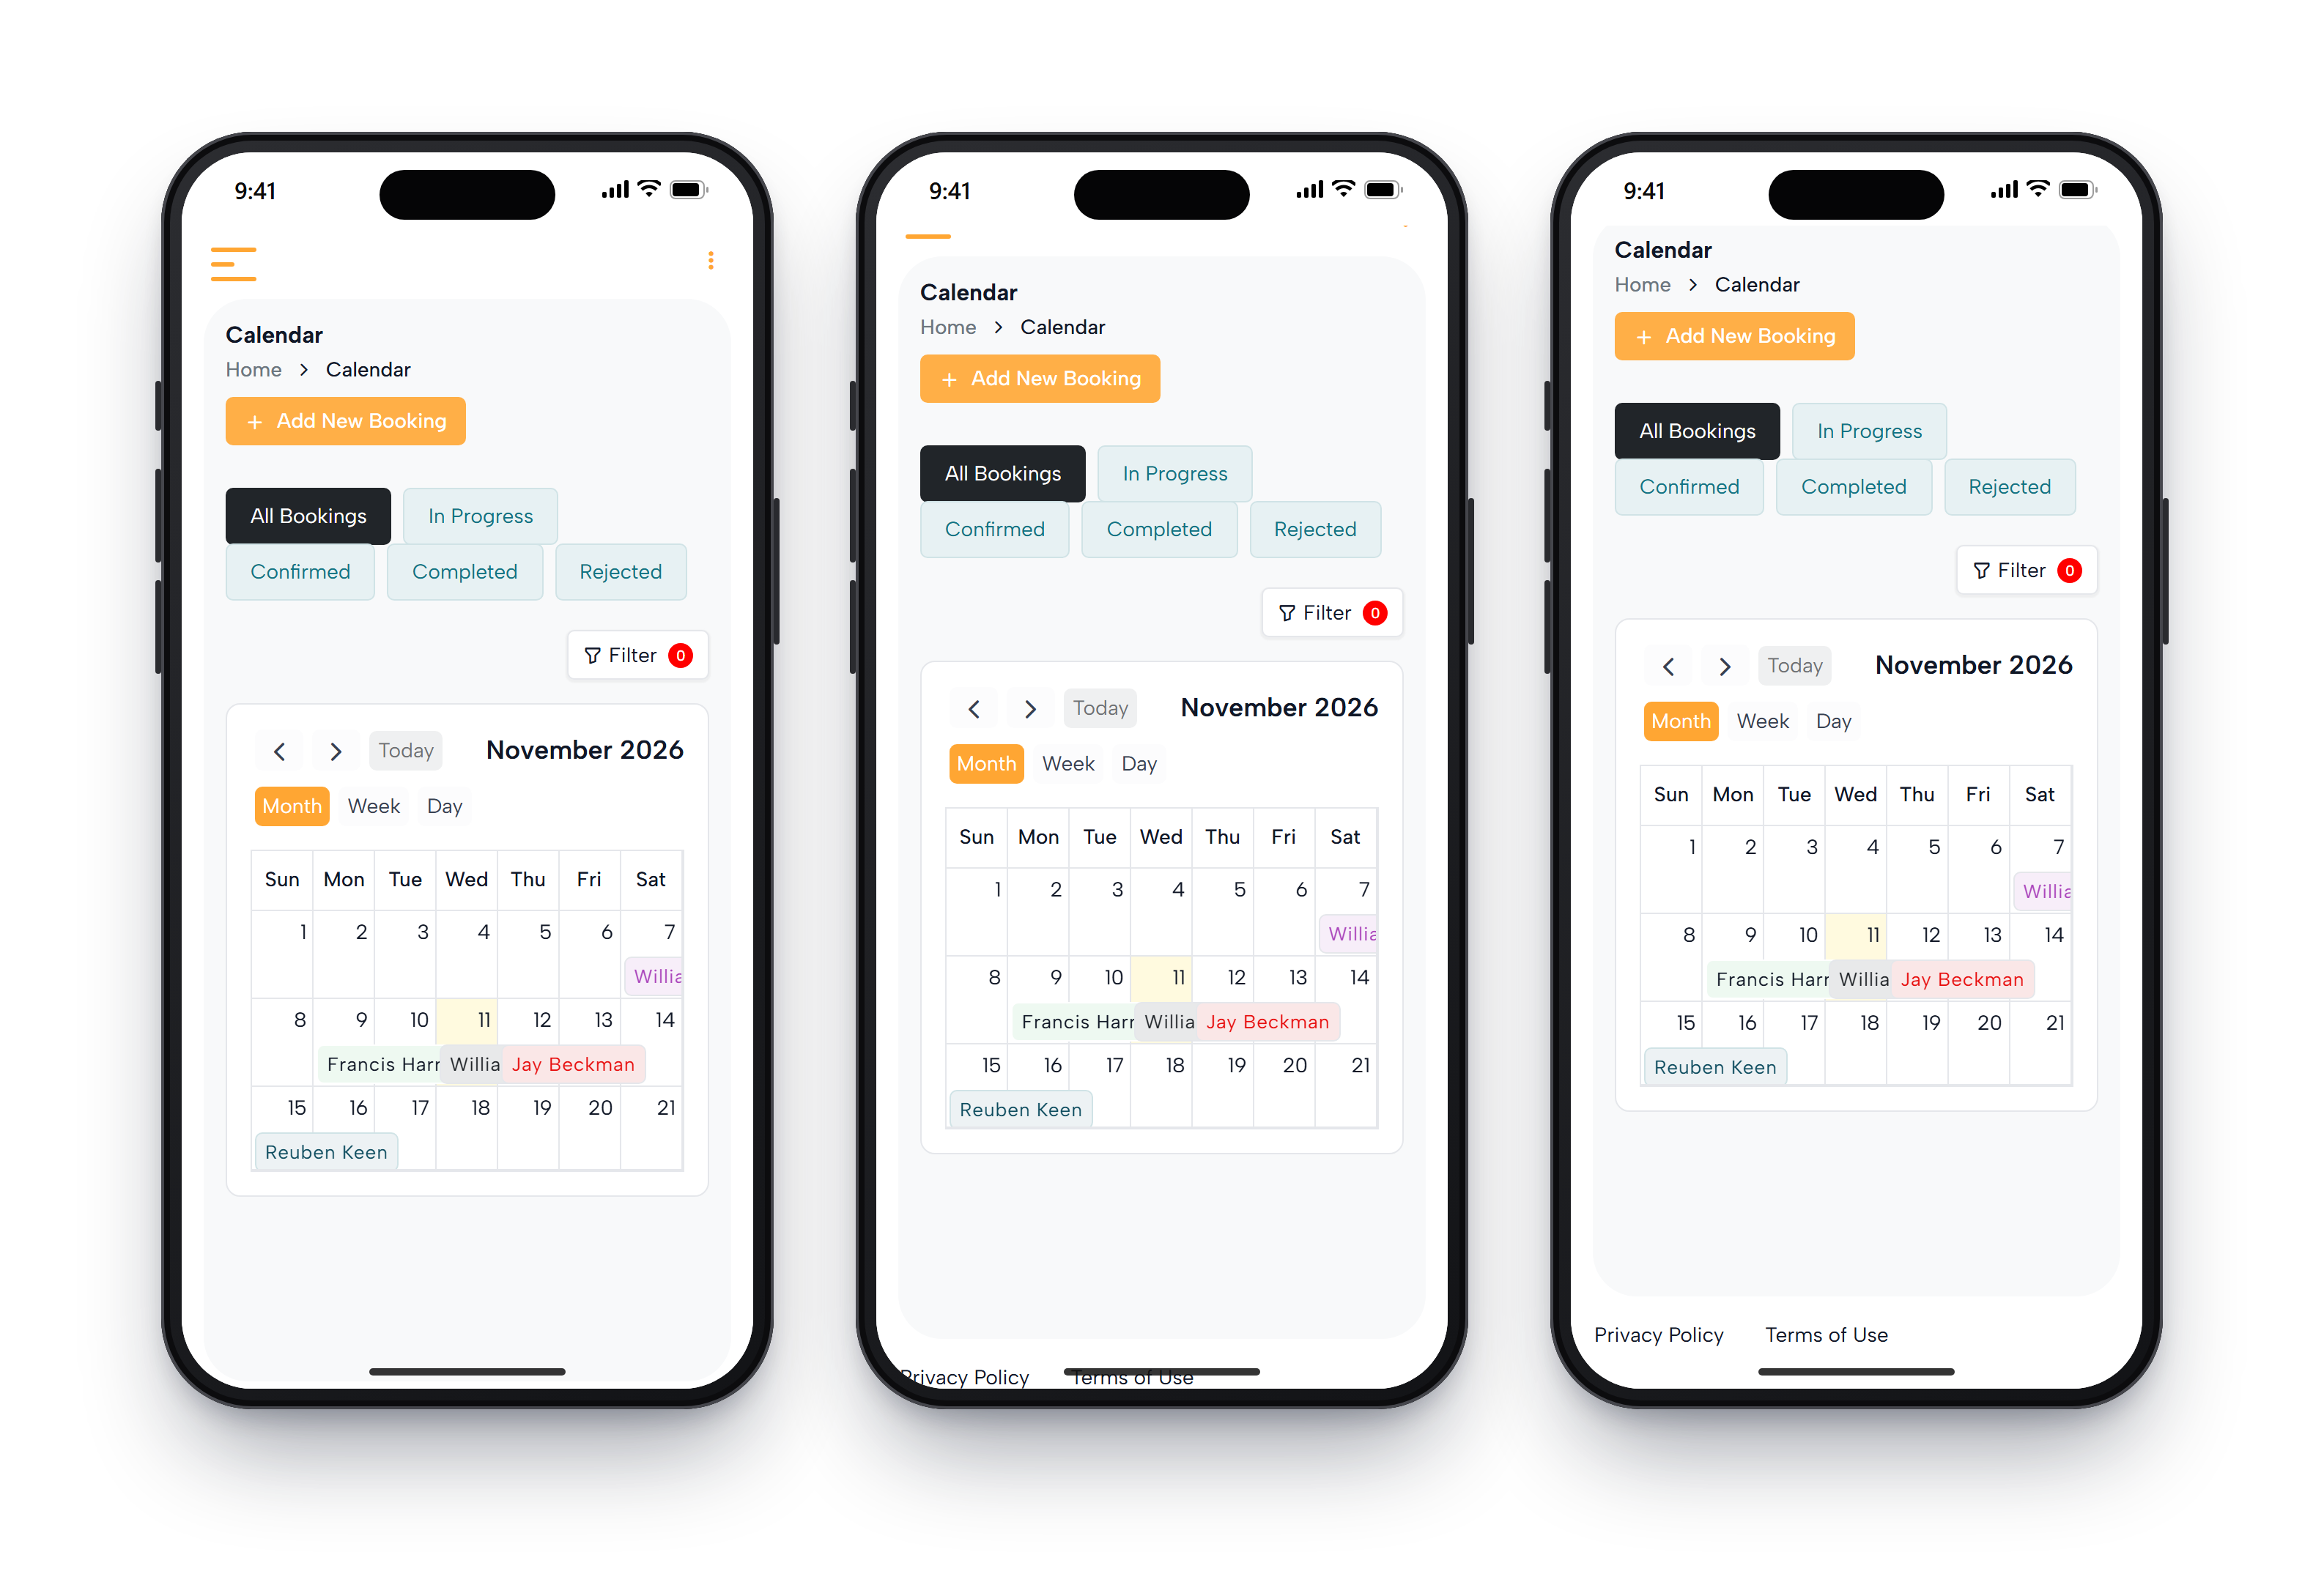 9:41
Calendar
Home > Calendar
+ Add New Booking
All Bookings In Progress
Confirmed Completed Rejected
Filter 0
Today November 2026
Month Week Day
Sun Mon Tue Wed Thu Fri Sat
1 2 3 4 5 6 7
Willia
8 9 10 11 12 13 14
Francis Harr Willia Jay Beckman
15 16 17 18 19 20 21
Reuben Keen
9:41
Calendar
Home > Calendar
+ Add New Booking
All Bookings In Progress
Confirmed Completed Rejected
Filter 0
Today November 2026
Month Week Day
Sun Mon Tue Wed Thu Fri Sat
1 2 3 4 5 6 7
Willia
8 9 10 11 12 13 14
Francis Harr Willia Jay Beckman
15 16 17 18 19 20 21
Reuben Keen
Privacy Policy Terms of Use
9:41
Calendar
Home > Calendar
+ Add New Booking
All Bookings In Progress
Confirmed Completed Rejected
Filter 0
Today November 2026
Month Week Day
Sun Mon Tue Wed Thu Fri Sat
1 2 3 4 5 6 7
Willia
8 9 10 11 12 13 14
Francis Harr Willia Jay Beckman
15 16 17 18 19 20 21
Reuben Keen
Privacy Policy Terms of Use